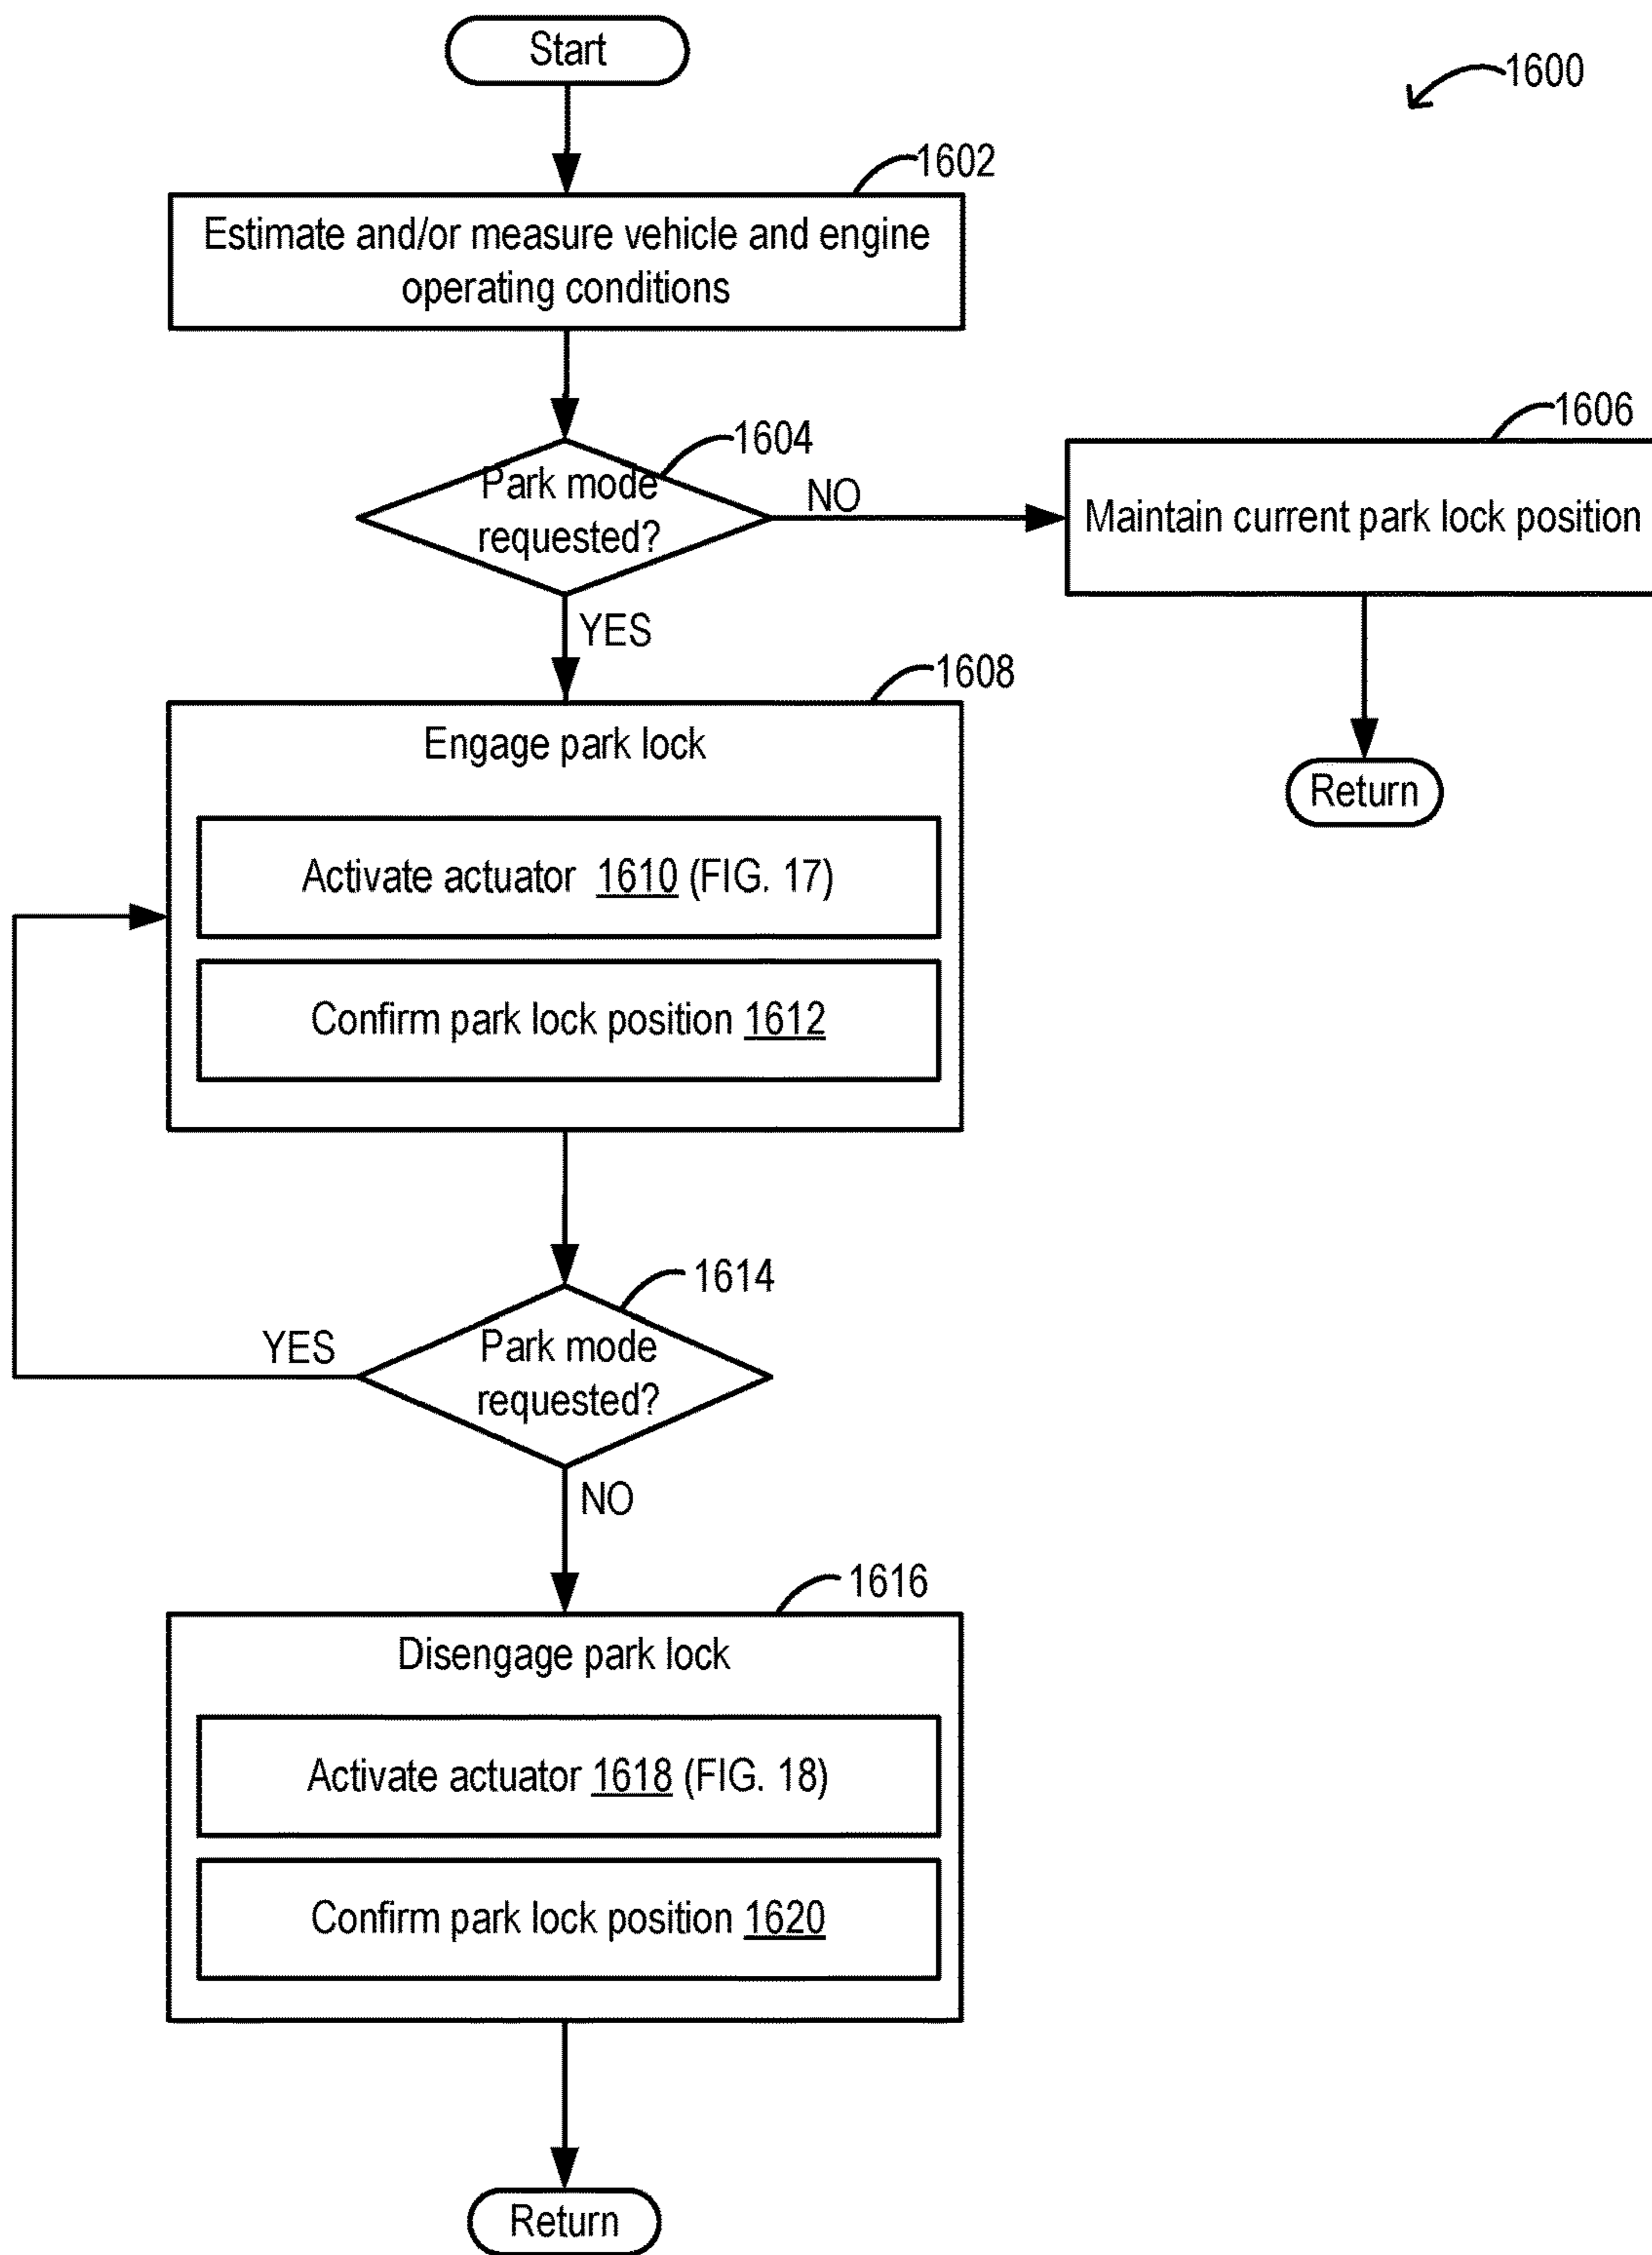 Start
1600
1602
Estimate and/or measure vehicle and engine
operating conditions
1604
Park mode
requested?
NO
1606
Maintain current park lock position
YES
Return
1608
Engage park lock
Activate actuator 1610 (FIG. 17)
Confirm park lock position 1612
1614
Park mode
requested?
YES
NO
1616
Disengage park lock
Activate actuator 1618 (FIG. 18)
Confirm park lock position 1620
Return